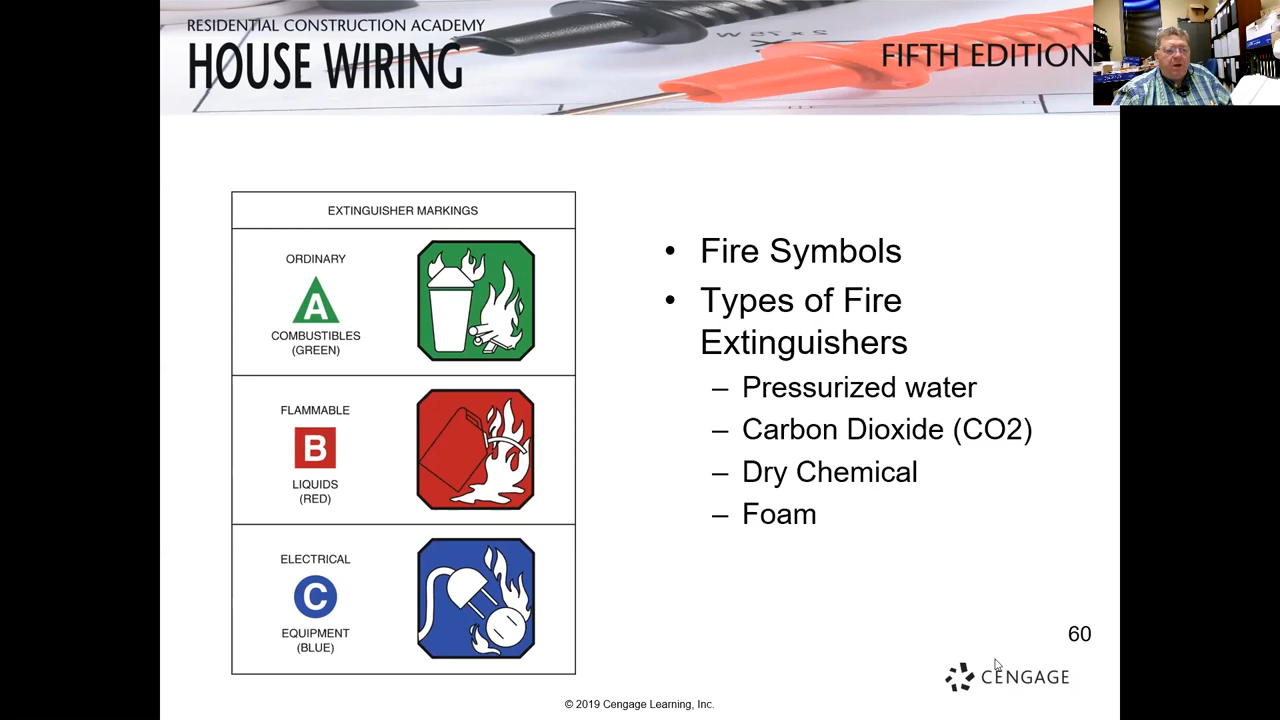 RESIDENTIAL CONSTRUCTION ACADEMY
HOUSE WIRING
FIFTH EDITION
EXTINGUISHER MARKINGS
ORDINARY
A
COMBUSTIBLES
(GREEN)
FLAMMABLE
B
LIQUIDS
(RED)
ELECTRICAL
C
EQUIPMENT
(BLUE)
• Fire Symbols
• Types of Fire
Extinguishers
– Pressurized water
– Carbon Dioxide (CO2)
– Dry Chemical
– Foam
60
CENGAGE
© 2019 Cengage Learning, Inc.